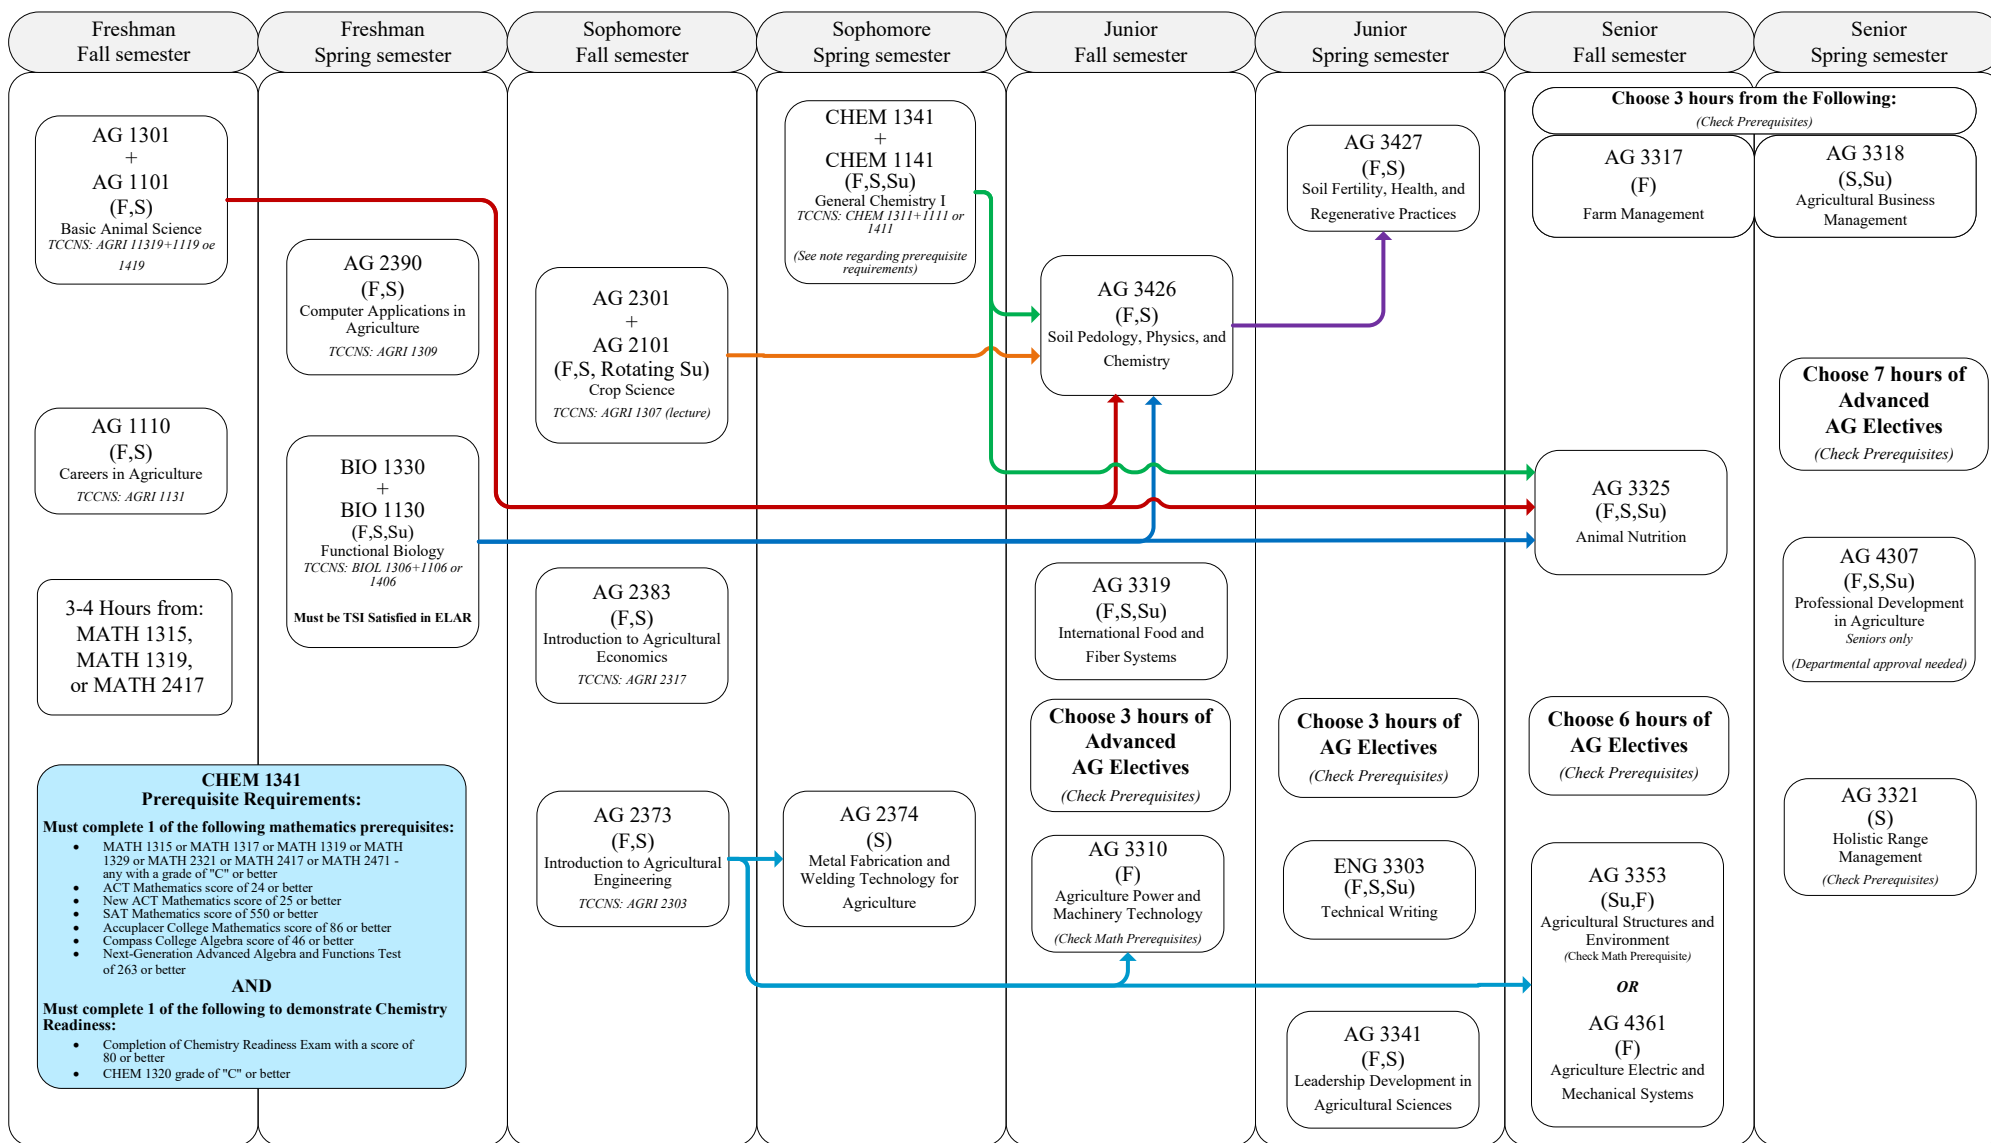 Freshman
Fall semester
Freshman
Spring semester
Sophomore
Fall semester
Sophomore
Spring semester
Junior
Fall semester
Junior
Spring semester
Senior
Fall semester
Senior
Spring semester
AG 1301
+
AG 1101
(F,S)
Basic Animal Science
TCCNS: AGRI 11319+1119 oe
1419
AG 1110
(F,S)
Careers in Agriculture
TCCNS: AGRI 1131
3-4 Hours from:
MATH 1315,
MATH 1319,
or MATH 2417
CHEM 1341
Prerequisite Requirements:
Must complete 1 of the following mathematics prerequisites:
• MATH 1315 or MATH 1317 or MATH 1319 or MATH
1329 or MATH 2321 or MATH 2417 or MATH 2471 -
any with a grade of "C" or better
• ACT Mathematics score of 24 or better
• New ACT Mathematics score of 25 or better
• SAT Mathematics score of 550 or better
• Accuplacer College Mathematics score of 86 or better
• Compass College Algebra score of 46 or better
• Next-Generation Advanced Algebra and Functions Test
of 263 or better
AND
Must complete 1 of the following to demonstrate Chemistry
Readiness:
• Completion of Chemistry Readiness Exam with a score of
80 or better
• CHEM 1320 grade of "C" or better
AG 2390
(F,S)
Computer Applications in
Agriculture
TCCNS: AGRI 1309
BIO 1330
+
BIO 1130
(F,S,Su)
Functional Biology
TCCNS: BIOL 1306+1106 or
1406
Must be TSI Satisfied in ELAR
AG 2301
+
AG 2101
(F,S, Rotating Su)
Crop Science
TCCNS: AGRI 1307 (lecture)
AG 2383
(F,S)
Introduction to Agricultural
Economics
TCCNS: AGRI 2317
AG 2373
(F,S)
Introduction to Agricultural
Engineering
TCCNS: AGRI 2303
CHEM 1341
+
CHEM 1141
(F,S,Su)
General Chemistry I
TCCNS: CHEM 1311+1111 or
1411
(See note regarding prerequisite
requirements)
AG 2374
(S)
Metal Fabrication and
Welding Technology for
Agriculture
AG 3426
(F,S)
Soil Pedology, Physics, and
Chemistry
AG 3319
(F,S,Su)
International Food and
Fiber Systems
Choose 3 hours of
Advanced
AG Electives
(Check Prerequisites)
AG 3310
(F)
Agriculture Power and
Machinery Technology
(Check Math Prerequisites)
AG 3427
(F,S)
Soil Fertility, Health, and
Regenerative Practices
Choose 3 hours of
AG Electives
(Check Prerequisites)
ENG 3303
(F,S,Su)
Technical Writing
AG 3341
(F,S)
Leadership Development in
Agricultural Sciences
Choose 3 hours from the Following:
(Check Prerequisites)
AG 3317
(F)
Farm Management
AG 3318
(S,Su)
Agricultural Business
Management
AG 3325
(F,S,Su)
Animal Nutrition
Choose 6 hours of
AG Electives
(Check Prerequisites)
AG 3353
(Su,F)
Agricultural Structures and
Environment
(Check Math Prerequisite)
OR
AG 4361
(F)
Agriculture Electric and
Mechanical Systems
Choose 7 hours of
Advanced
AG Electives
(Check Prerequisites)
AG 4307
(F,S,Su)
Professional Development
in Agriculture
Seniors only
(Departmental approval needed)
AG 3321
(S)
Holistic Range
Management
(Check Prerequisites)